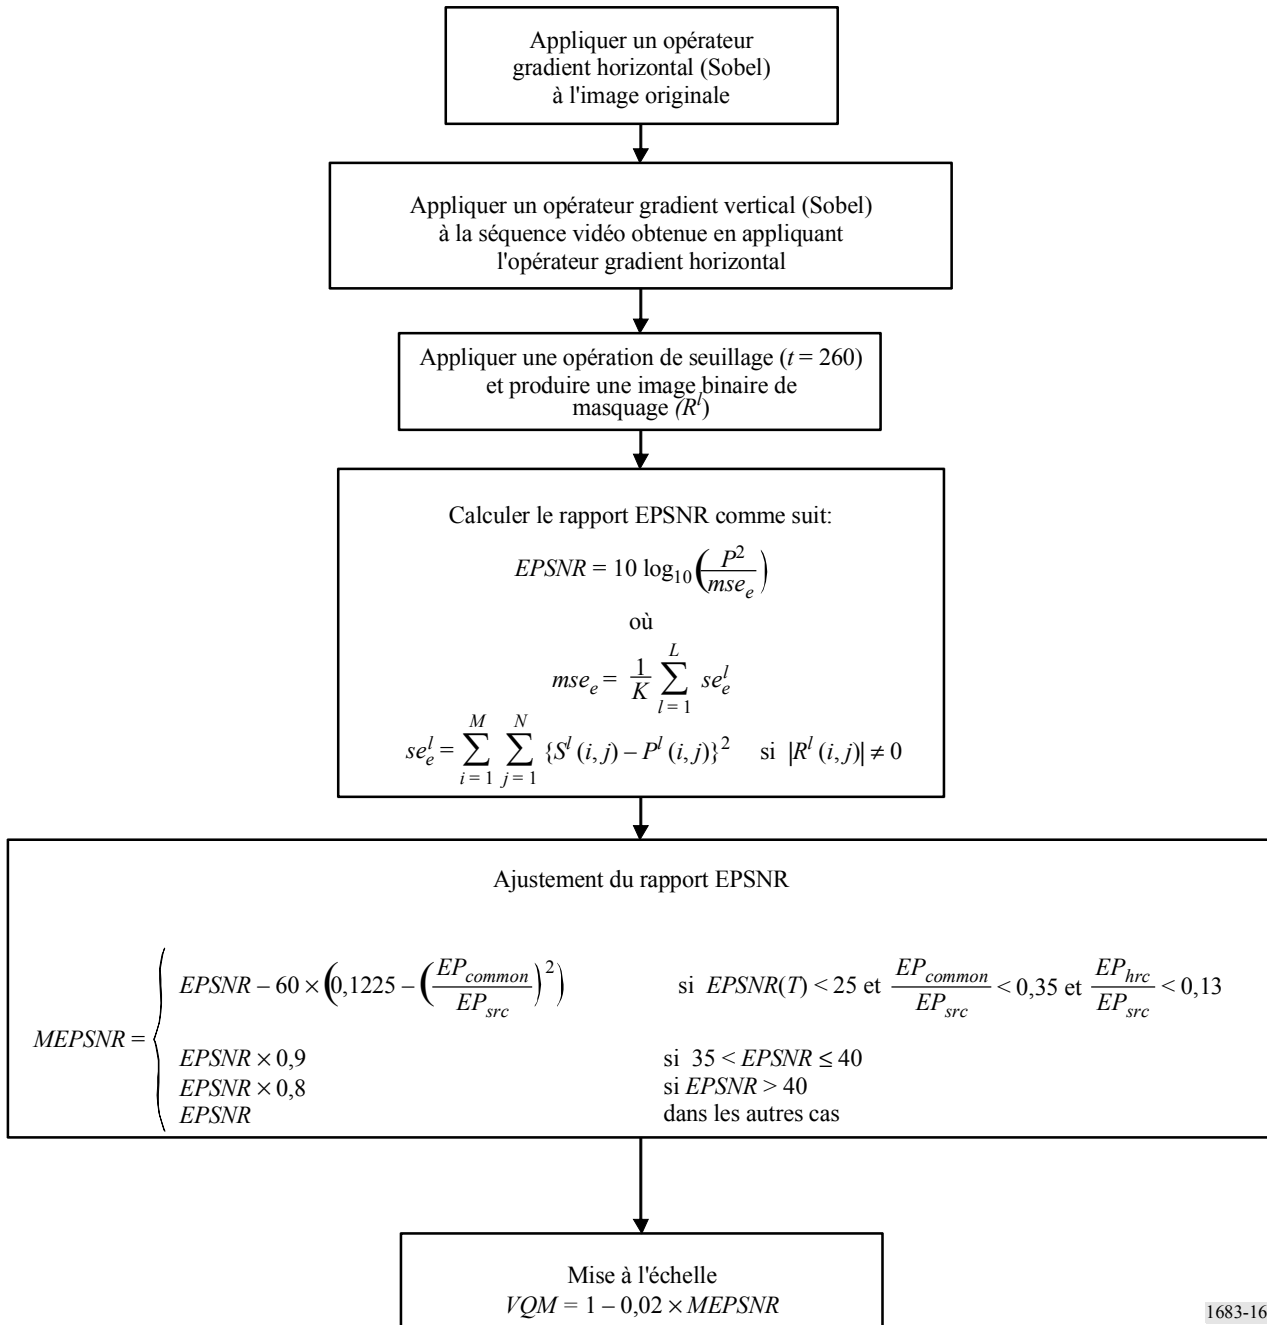 Appliquer un opérateur
gradient horizontal (Sobel)
à l'image originale
Appliquer un opérateur gradient vertical (Sobel)
à la séquence vidéo obtenue en appliquant
l'opérateur gradient horizontal
Appliquer une opération de seuillage (t = 260)
et produire une image binaire de
masquage (R^l)
Calculer le rapport EPSNR comme suit:
EPSNR = 10 log_10(P^2/mse_e)
où
mse_e = 1/K ∑_{l = 1}^{L} se_e^l
se_e^l = ∑_{i = 1}^{M} ∑_{j = 1}^{N} {S^l (i, j) – P^l (i, j)}^2 si |R^l (i, j)| ≠ 0
Ajustement du rapport EPSNR
MEPSNR = { EPSNR – 60 × (0,1225 – (EP_common/EP_src)^2) si EPSNR(T) < 25 et EP_common/EP_src < 0,35 et EP_hrc/EP_src < 0,13
EPSNR × 0,9 si 35 < EPSNR ≤ 40
EPSNR × 0,8 si EPSNR > 40
EPSNR dans les autres cas
Mise à l'échelle
VQM = 1 – 0,02 × MEPSNR
1683-16